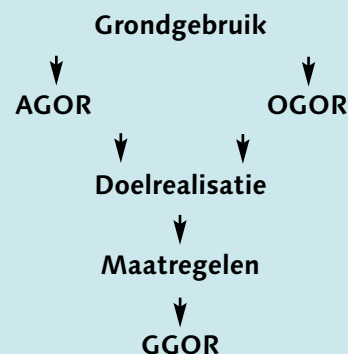 Grondgebruik
AGOR OGOR
Doelrealisatie
Maatregelen
GGOR